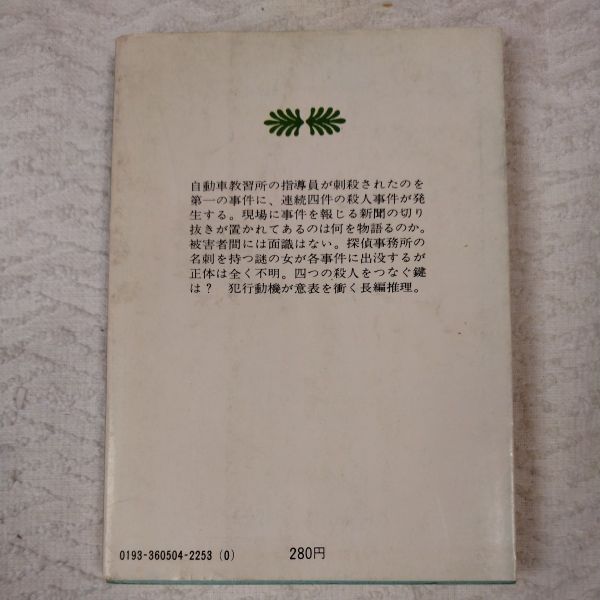 自動車教習所の指導員が刺殺されたのを
第一の事件に、連続四件の殺人事件が発
生する。現場に事件を報じる新聞の切り
抜きが置かれてあるのは何を物語るのか。
被害者間には面識はない。探偵事務所の
名刺を持つ謎の女が各事件に出没するが
正体は全く不明。四つの殺人をつなぐ鍵
は？　犯行動機が意表を衝く長編推理。
0193-360504-2253 (0)　280円